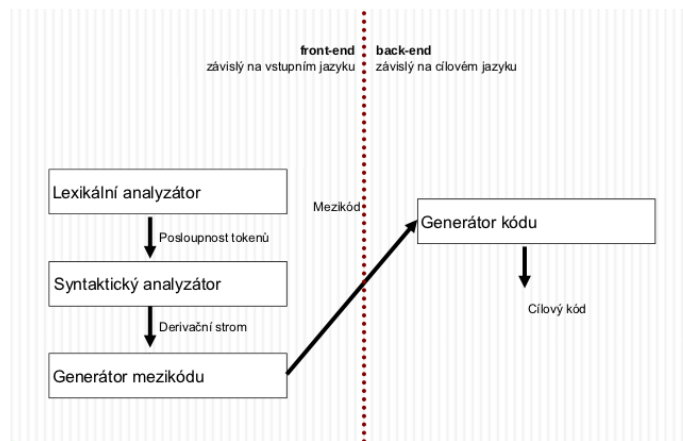 front-end
závislý na vstupním jazyku
back-end
závislý na cílovém jazyku
Lexikální analyzátor
Posloupnost tokenů
Syntaktický analyzátor
Derivační strom
Generátor mezikódu
Mezikód
Generátor kódu
Cílový kód